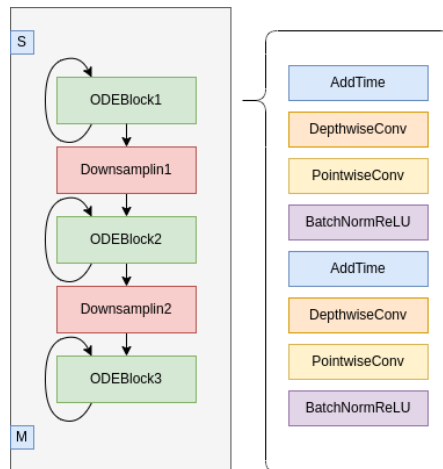 S
ODEBlock1
Downsamplin1
ODEBlock2
Downsamplin2
ODEBlock3
M
AddTime
DepthwiseConv
PointwiseConv
BatchNormReLU
AddTime
DepthwiseConv
PointwiseConv
BatchNormReLU